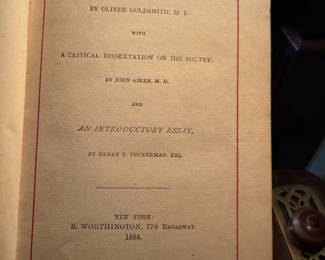 BY OLIVER GOLDSMITH, M. B.
WITH
A CRITICAL DISSERTATION ON HIS POETRY,
BY JOHN AIKEN, M. D.
AND
AN INTRODUCTORY ESSAY,
BY HENRY T. TUCKERMAN, ESQ.
NEW YORK:
R. WORTHINGTON, 770 BROADWAY.
1884.